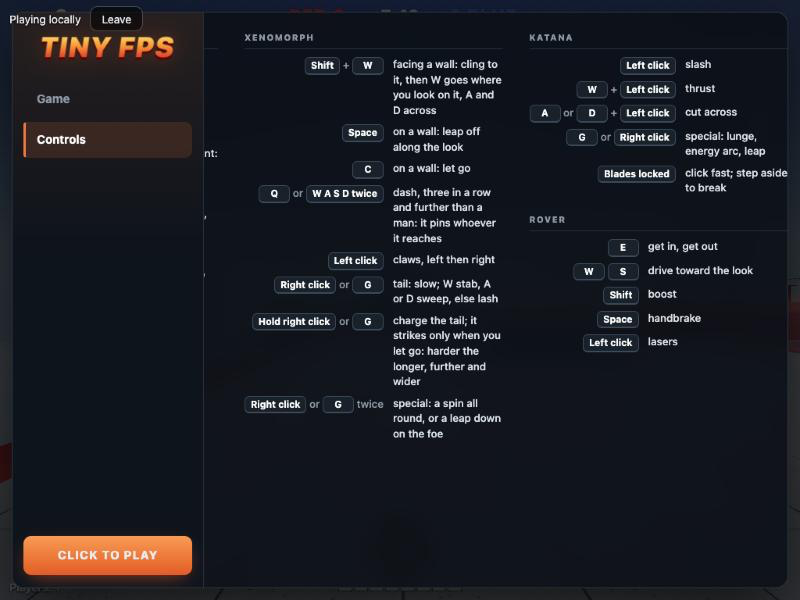 Playing locally Leave
TINY FPS
Game
Controls
CLICK TO PLAY
nt:
XENOMORPH
Shift + W facing a wall: cling to
it, then W goes where
you look on it, A and
D across
Space on a wall: leap off
along the look
C on a wall: let go
Q or W A S D twice dash, three in a row
and further than a
man: it pins whoever
it reaches
Left click claws, left then right
Right click or G tail: slow; W stab, A
or D sweep, else lash
Hold right click or G charge the tail; it
strikes only when you
let go: harder the
longer, further and
wider
Right click or G twice special: a spin all
round, or a leap down
on the foe
KATANA
Left click slash
W + Left click thrust
A or D + Left click cut across
G or Right click special: lunge,
energy arc, leap
Blades locked click fast; step aside
to break
ROVER
E get in, get out
W S drive toward the look
Shift boost
Space handbrake
Left click lasers